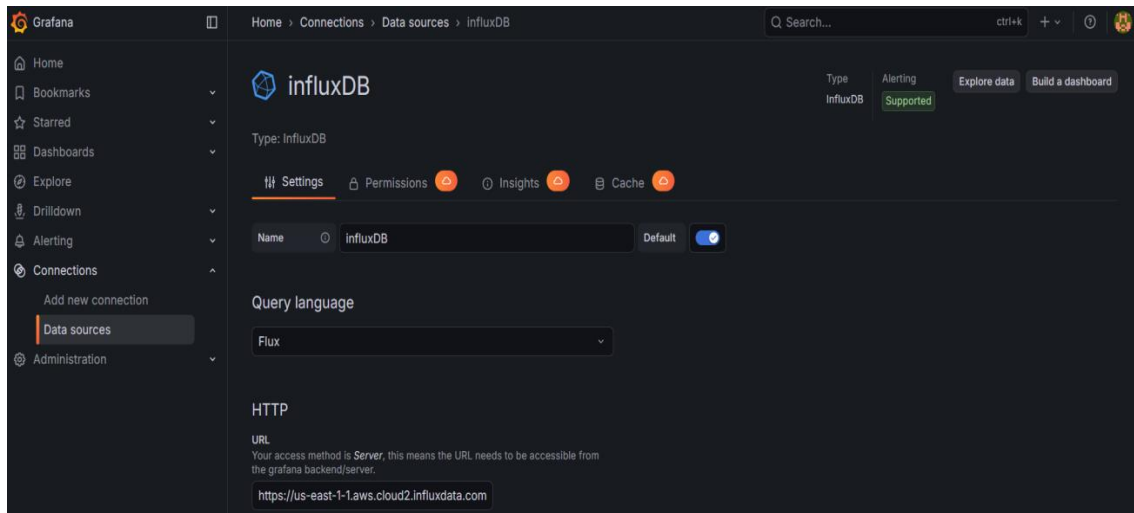 Grafana
Home › Connections › Data sources › influxDB
Search...
ctrl+k
Home
Bookmarks
Starred
Dashboards
Explore
Drilldown
Alerting
Connections
Add new connection
Data sources
Administration
influxDB
Type
InfluxDB
Alerting
Supported
Explore data
Build a dashboard
Type: InfluxDB
Settings
Permissions
Insights
Cache
Name
influxDB
Default
Query language
Flux
HTTP
URL
Your access method is Server, this means the URL needs to be accessible from
the grafana backend/server.
https://us-east-1-1.aws.cloud2.influxdata.com